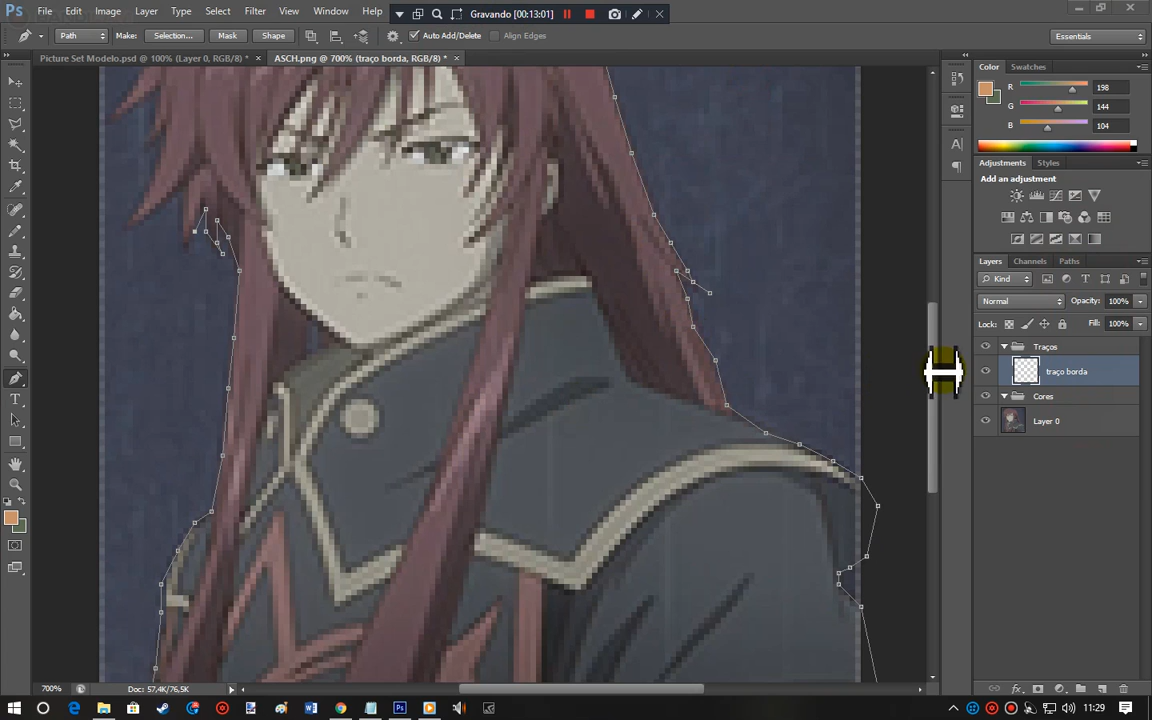 Ps File Edit Image Layer Type Select Filter View Window Help
Gravando [00:13:01]
Path Make: Selection... Mask Shape Auto Add/Delete Align Edges Essentials
Picture Set Modelo.psd @ 100% (Layer 0, RGB/8) * × ASCH.png @ 700% (traço borda, RGB/8) * ×
Color Swatches
R 198
G 144
B 104
Adjustments Styles
Add an adjustment
Layers Channels Paths
Kind
Normal Opacity: 100%
Lock: Fill: 100%
Traços
traço borda
Cores
Layer 0
700% Doc: 57,4K/76,5K
11:29